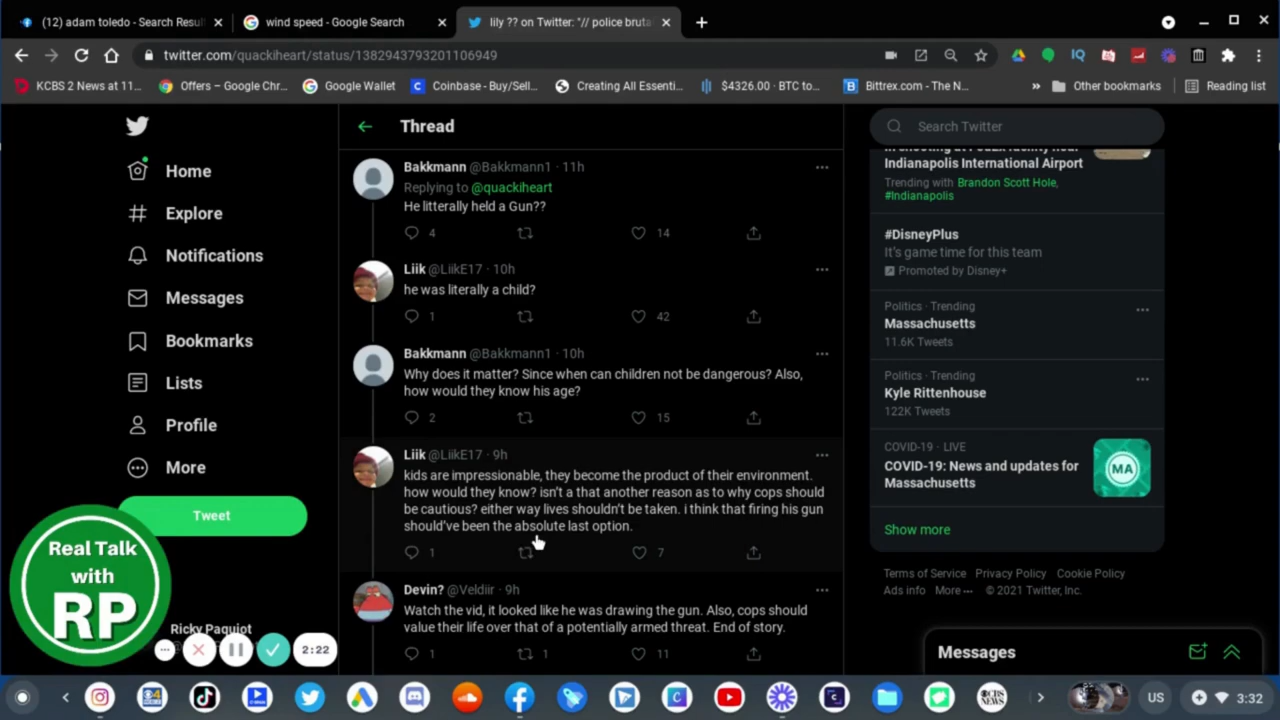 (12) adam toledo - Search Resul
wind speed - Google Search
lily ?? on Twitter: "// police bruta
twitter.com/quackiheart/status/1382943793201106949
KCBS 2 News at 11...
Offers – Google Chr...
Google Wallet
Coinbase - Buy/Sell...
Creating All Essenti...
$4326.00 · BTC to...
Bittrex.com - The N...
Other bookmarks
Reading list
Home
Explore
Notifications
Messages
Bookmarks
Lists
Profile
More
Tweet
Ricky Paquiot
Real Talk
with
RP
2:22
Thread
Bakkmann @Bakkmann1 · 11h
Replying to @quackiheart
He litterally held a Gun??
4 14
Liik @LiikE17 · 10h
he was literally a child?
1 42
Bakkmann @Bakkmann1 · 10h
Why does it matter? Since when can children not be dangerous? Also,
how would they know his age?
2 15
Liik @LiikE17 · 9h
kids are impressionable, they become the product of their environment.
how would they know? isn't a that another reason as to why cops should
be cautious? either way lives shouldn't be taken. i think that firing his gun
should've been the absolute last option.
1 7
Devin? @Veldiir · 9h
Watch the vid, it looked like he was drawing the gun. Also, cops should
value their life over that of a potentially armed threat. End of story.
1 1 11
Search Twitter
Indianapolis International Airport
Trending with Brandon Scott Hole,
#Indianapolis
#DisneyPlus
It's game time for this team
Promoted by Disney+
Politics · Trending
Massachusetts
11.6K Tweets
Politics · Trending
Kyle Rittenhouse
122K Tweets
COVID-19 · LIVE
COVID-19: News and updates for
Massachusetts
MA
Show more
Terms of Service Privacy Policy Cookie Policy
Ads info More ··· © 2021 Twitter, Inc.
Messages
US
3:32